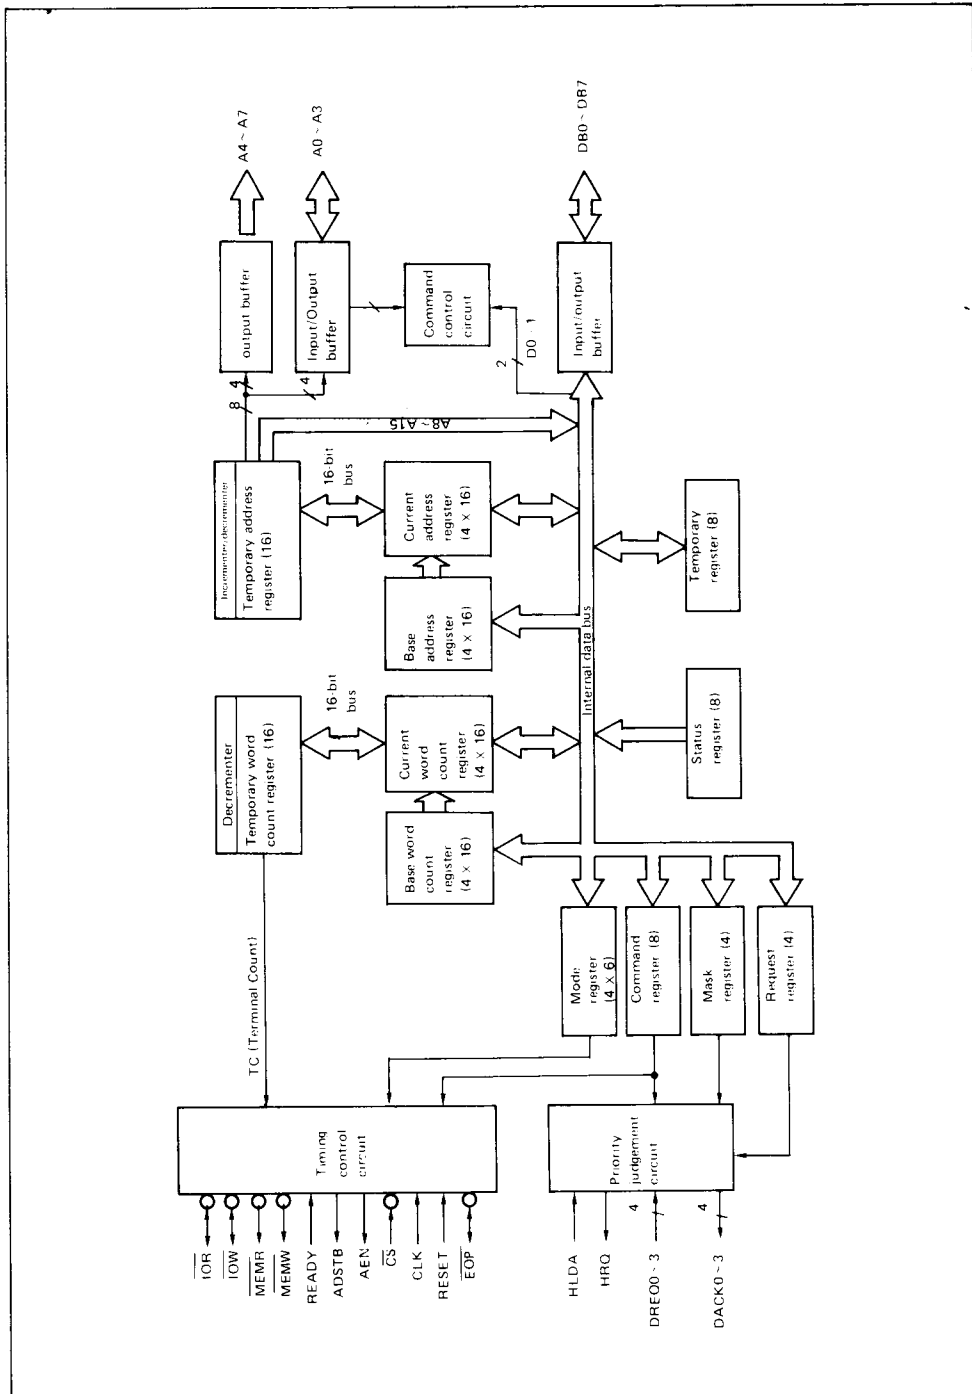 IOR
IOW
MEMR
MEMW
READY
ADSTB
AEN
CS
CLK
RESET
EOP
Timing
control
circuit
TC (Terminal Count)
Decrementer
Temporary word
count register (16)
16-bit
bus
Incrementer/decrementer
Temporary address
register (16)
16-bit
bus
8
4
4
output buffer
A4 ~ A7
Input/Output
buffer
A0 ~ A3
A8 ~ A15
Command
control
circuit
2
D0 - 1
Base word
count
register
(4 × 16)
Current
word
count
register
(4 × 16)
Base
address
register
(4 × 16)
Current
address
register
(4 × 16)
Internal data bus
Input/output
buffer
DB0 ~ DB7
HLDA
HRQ
4
DREQ0 ~ 3
4
DACK0 ~ 3
Priority
judgement
circuit
Mode
register
(4 × 6)
Command
register (8)
Mask
register (4)
Request
register (4)
Status
register (8)
Temporary
register (8)